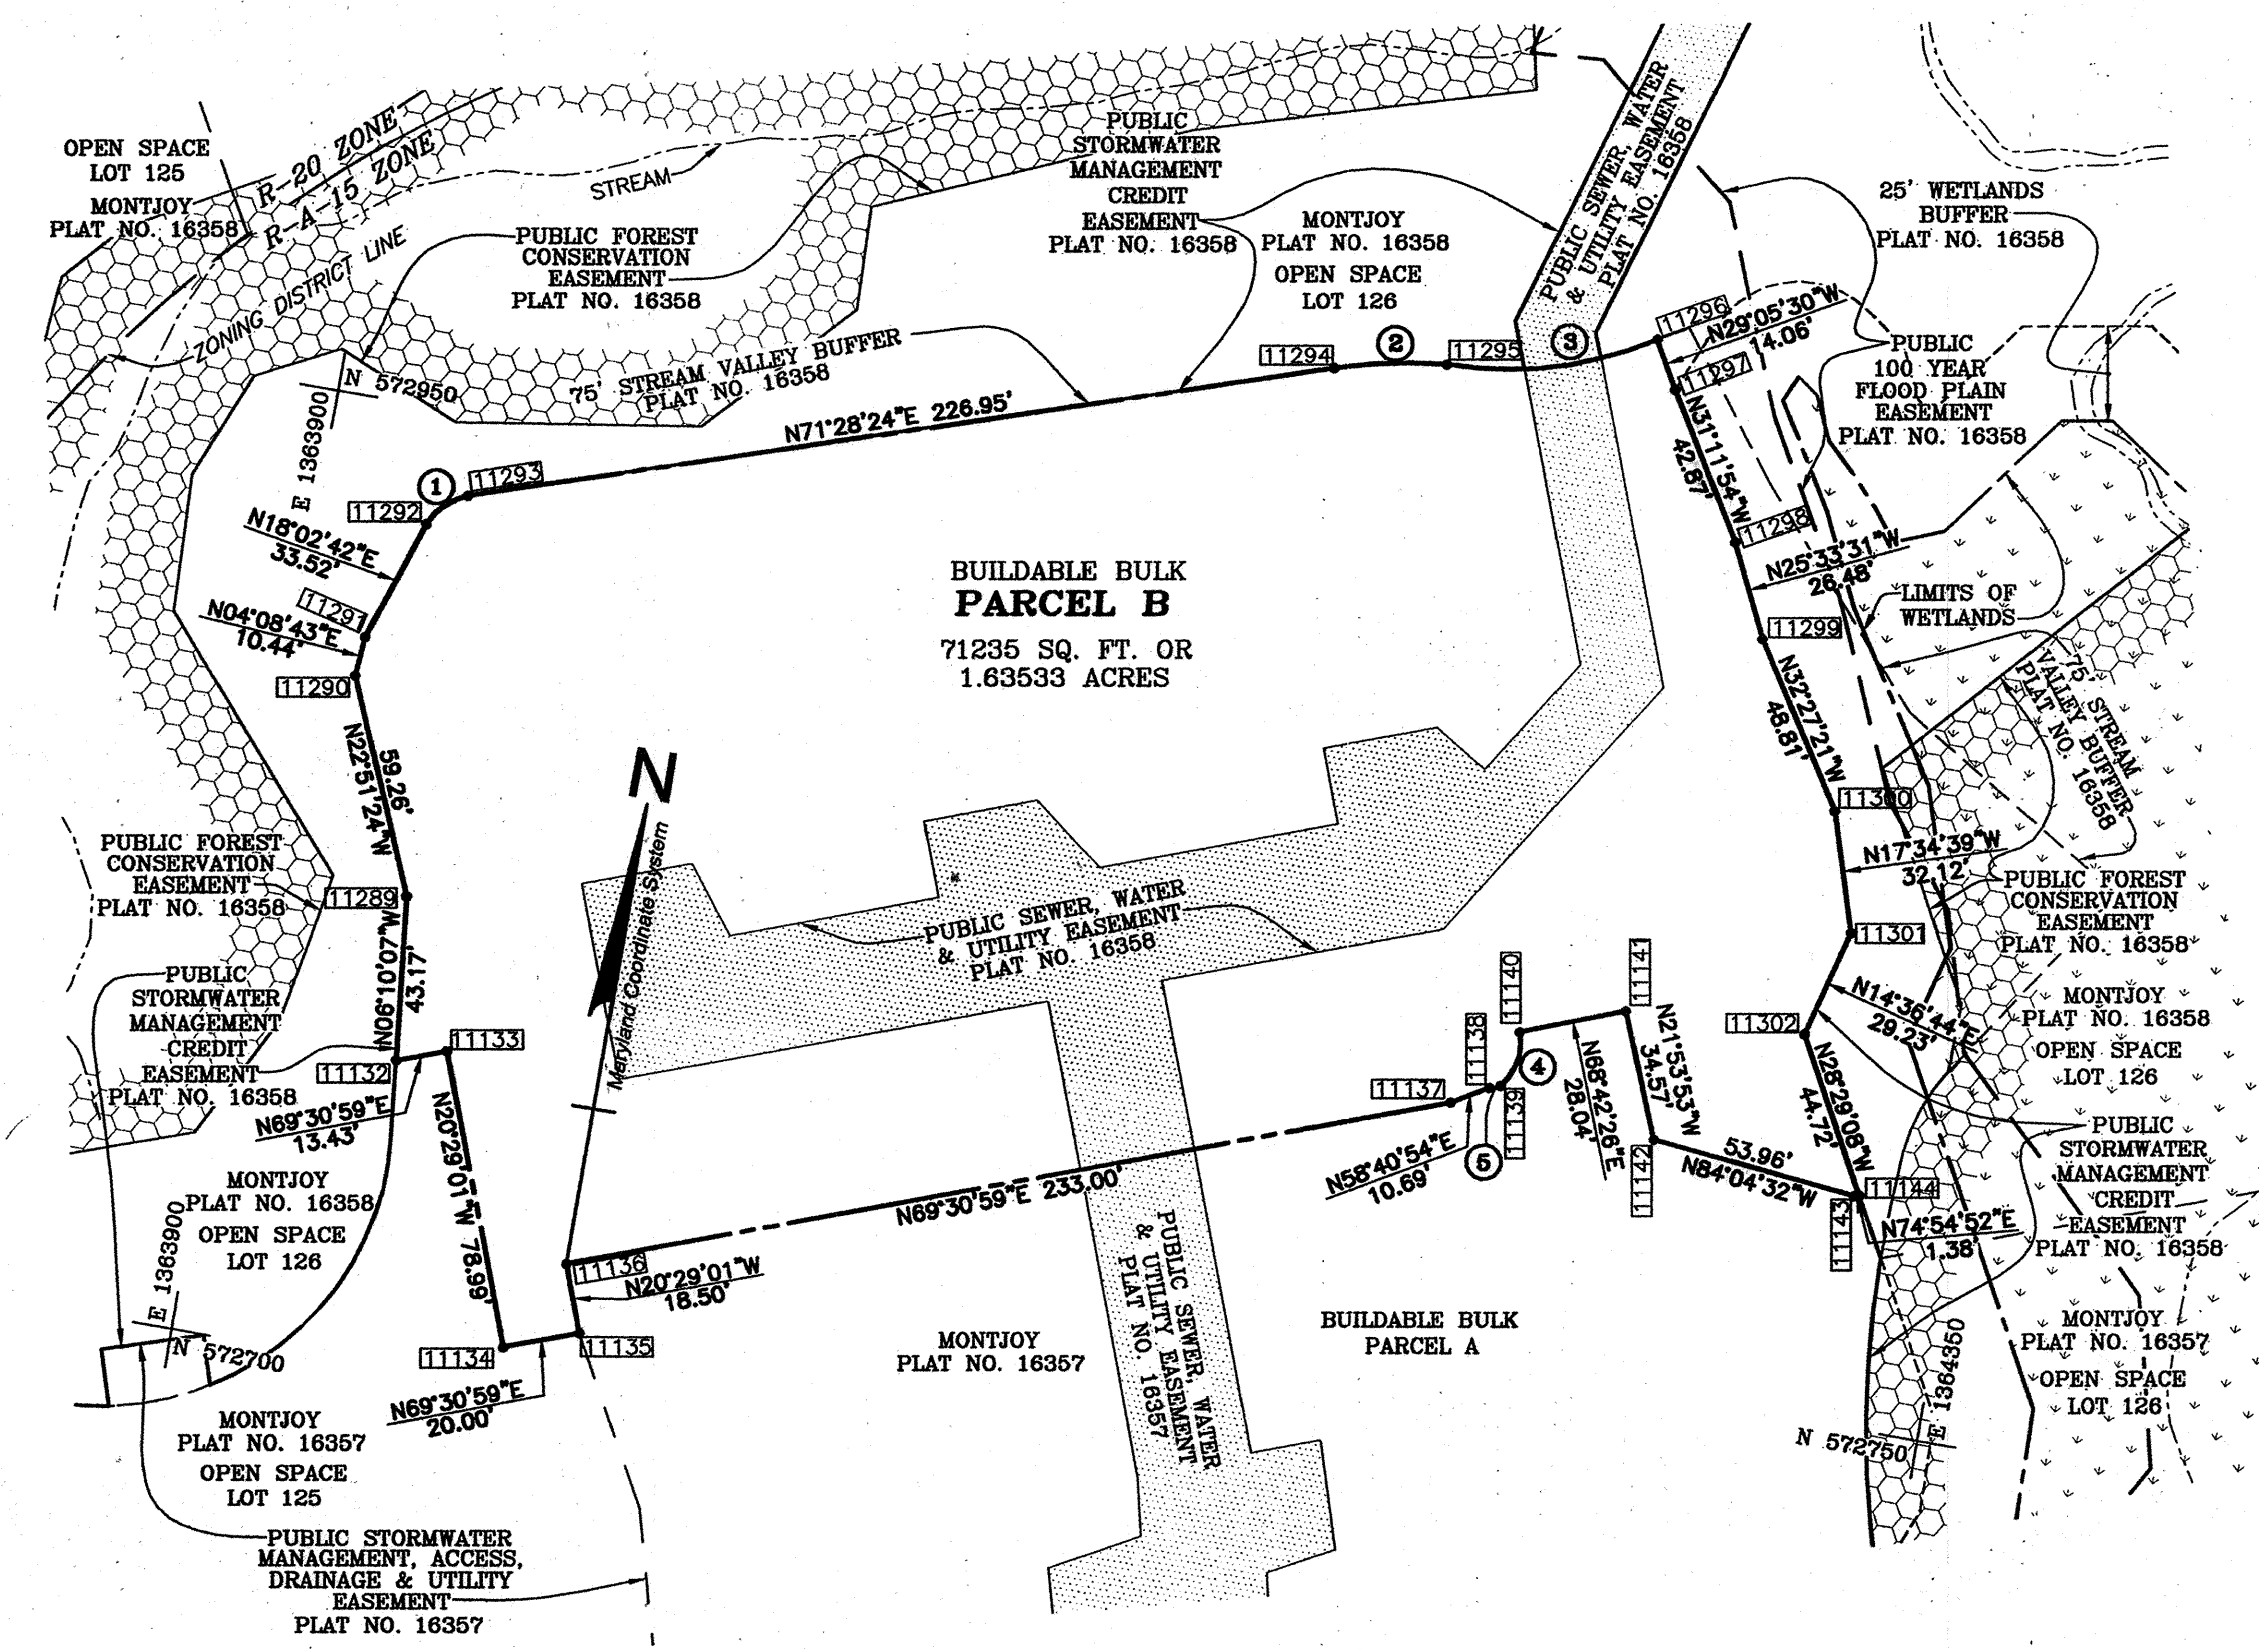 OPEN SPACE
LOT 125
MONTJOY
PLAT NO. 16358
R-20 ZONE
R-A-15 ZONE
ZONING DISTRICT LINE
STREAM
PUBLIC FOREST
CONSERVATION
EASEMENT
PLAT NO. 16358
PUBLIC
STORMWATER
MANAGEMENT
CREDIT
EASEMENT
PLAT NO. 16358
MONTJOY
PLAT NO. 16358
OPEN SPACE
LOT 126
PUBLIC SEWER, WATER
& UTILITY EASEMENT
PLAT NO. 16358
25' WETLANDS
BUFFER
PLAT NO. 16358
PUBLIC
100 YEAR
FLOOD PLAIN
EASEMENT
PLAT NO. 16358
N 572950
E 1363900
75' STREAM VALLEY BUFFER
PLAT NO. 16358
N71°28'24"E 226.95'
11294
2
11295
3
11296
N29°05'30"W
14.06'
11297
N31°11'54"W
42.87'
11298
N25°33'31"W
26.48'
11299
LIMITS OF
WETLANDS
N32°27'21"W
48.81'
75' STREAM
VALLEY BUFFER
PLAT NO. 16358
11300
N17°34'39"W
32.12'
PUBLIC FOREST
CONSERVATION
EASEMENT
PLAT NO. 16358
11301
N14°36'44"E
29.23'
11302
N28°29'08"W
44.72'
MONTJOY
PLAT NO. 16358
OPEN SPACE
LOT 126
PUBLIC
STORMWATER
MANAGEMENT
CREDIT
EASEMENT
PLAT NO. 16358
11144
11143
N74°54'52"E
1.38'
MONTJOY
PLAT NO. 16357
OPEN SPACE
LOT 126
E 1364350
N 572750
1
11293
11292
N18°02'42"E
33.52'
11291
N04°08'43"E
10.44'
11290
59.26'
N22°51'24"W
11289
N06°10'07"W
43.17'
BUILDABLE BULK
PARCEL B
71235 SQ. FT. OR
1.63533 ACRES
N
Maryland Coordinate System
PUBLIC SEWER, WATER
& UTILITY EASEMENT
PLAT NO. 16358
PUBLIC FOREST
CONSERVATION
EASEMENT
PLAT NO. 16358
PUBLIC
STORMWATER
MANAGEMENT
CREDIT
EASEMENT
PLAT NO. 16358
11132
11133
N69°30'59"E
13.43'
N20°29'01"W 78.99'
MONTJOY
PLAT NO. 16358
OPEN SPACE
LOT 126
E 1363900
N 572700
11134
11135
11136
N20°29'01"W
18.50'
N69°30'59"E
20.00'
N69°30'59"E 233.00'
11137
11138
11139
11140
11141
11142
4
5
N58°40'54"E
10.69'
N68°42'26"E
28.04'
N21°53'53"W
34.57'
53.96'
N84°04'32"W
MONTJOY
PLAT NO. 16357
PUBLIC SEWER, WATER
& UTILITY EASEMENT
PLAT NO. 16357
BUILDABLE BULK
PARCEL A
MONTJOY
PLAT NO. 16357
OPEN SPACE
LOT 125
PUBLIC STORMWATER
MANAGEMENT, ACCESS,
DRAINAGE & UTILITY
EASEMENT
PLAT NO. 16357